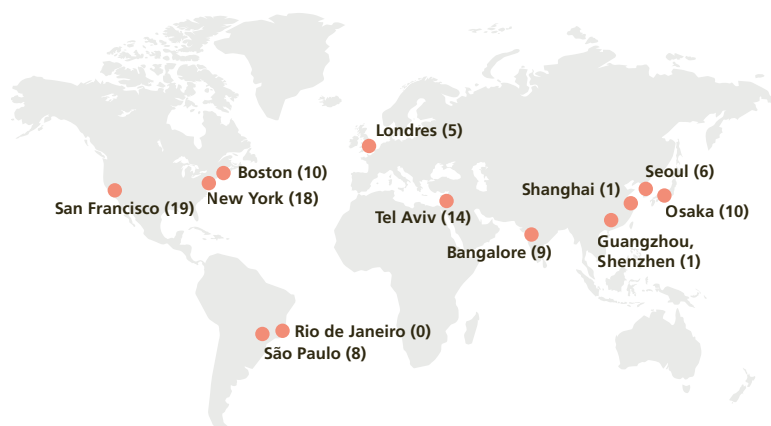 Londres (5)
Boston (10)
Seoul (6)
Shanghai (1)
New York (18)
San Francisco (19)
Osaka (10)
Tel Aviv (14)
Guangzhou,
Shenzhen (1)
Bangalore (9)
Rio de Janeiro (0)
São Paulo (8)